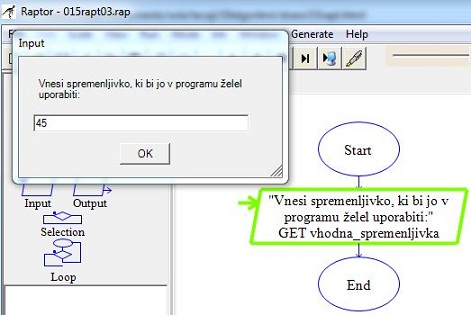 Raptor - 015rapt03.rap
Input
Generate Help
Vnesi spremenljivko, ki bi jo v programu želel
uporabiti:
45
OK
Input Output
Selection
Loop
Start
"Vnesi spremenljivko, ki bi jo v
programu želel uporabiti:"
GET vhodna_spremenljivka
End